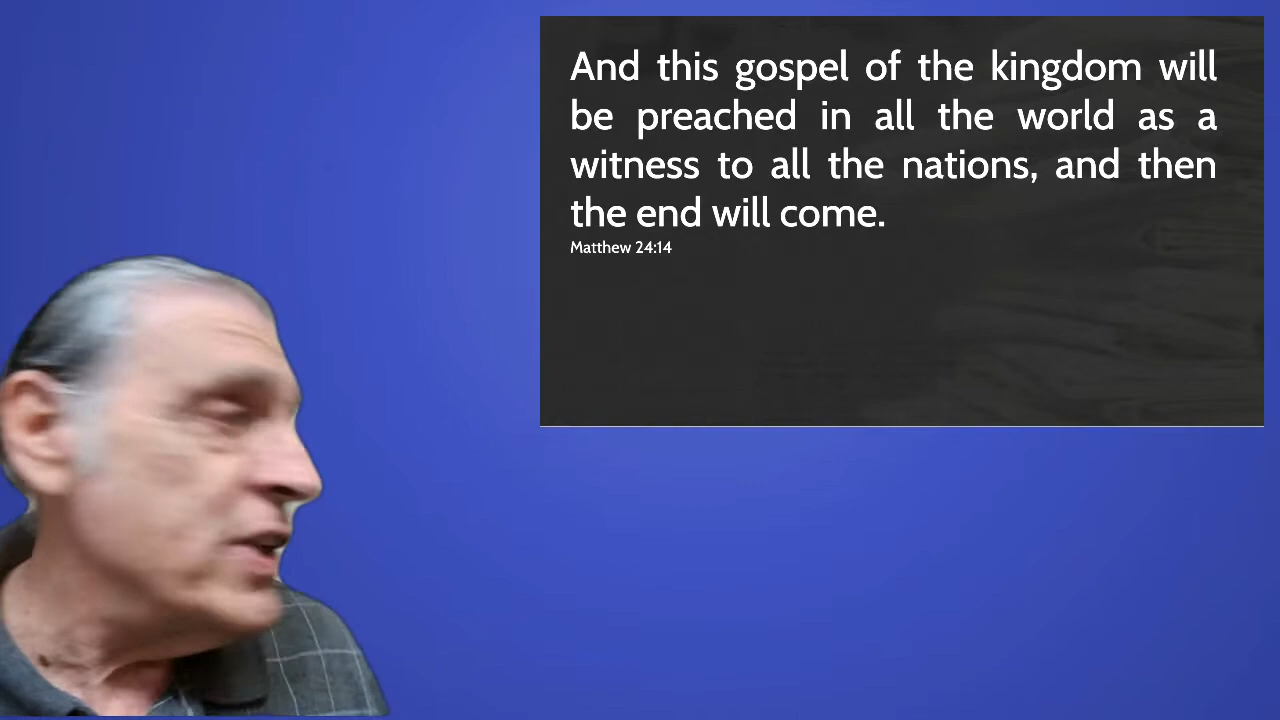 And this gospel of the kingdom will
be preached in all the world as a
witness to all the nations, and then
the end will come.
Matthew 24:14